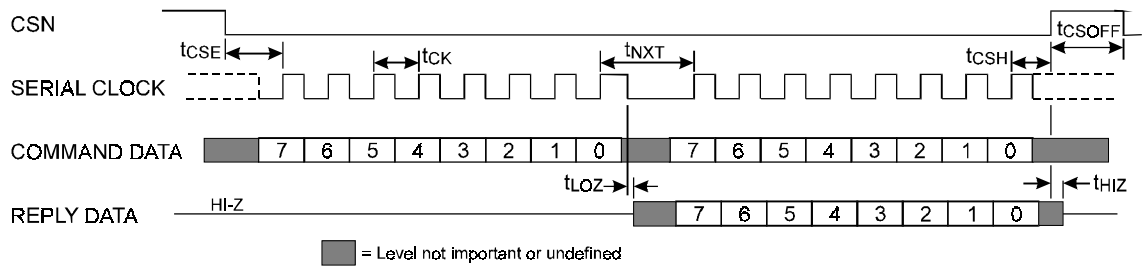 CSN
tCSOFF
tCSE
tCK
tNXT
tCSH
SERIAL CLOCK
COMMAND DATA
7 6 5 4 3 2 1 0 7 6 5 4 3 2 1 0
tLOZ
tHIZ
REPLY DATA
HI-Z
7 6 5 4 3 2 1 0
= Level not important or undefined